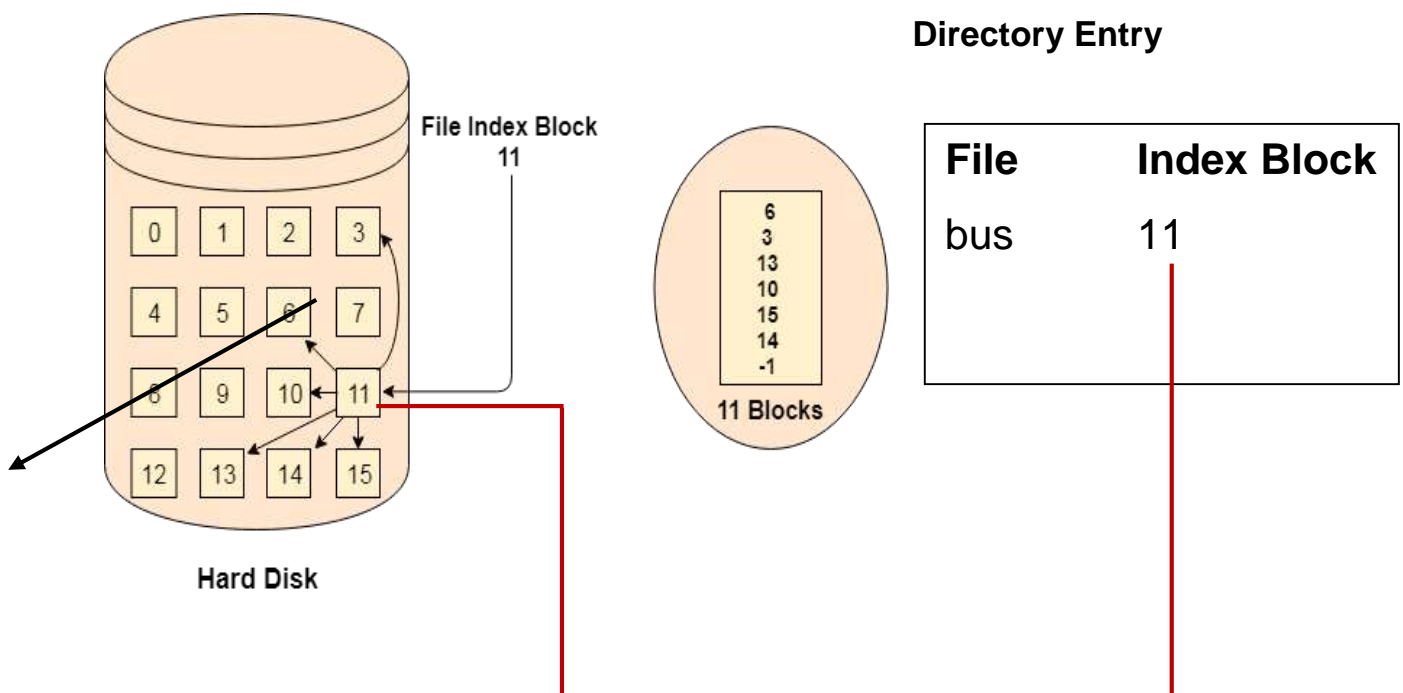 Directory Entry
File Index Block
11
0 1 2 3
4 5 6 7
8 9 10 11
12 13 14 15
Hard Disk
6
3
13
10
15
14
-1
11 Blocks
File Index Block
bus 11